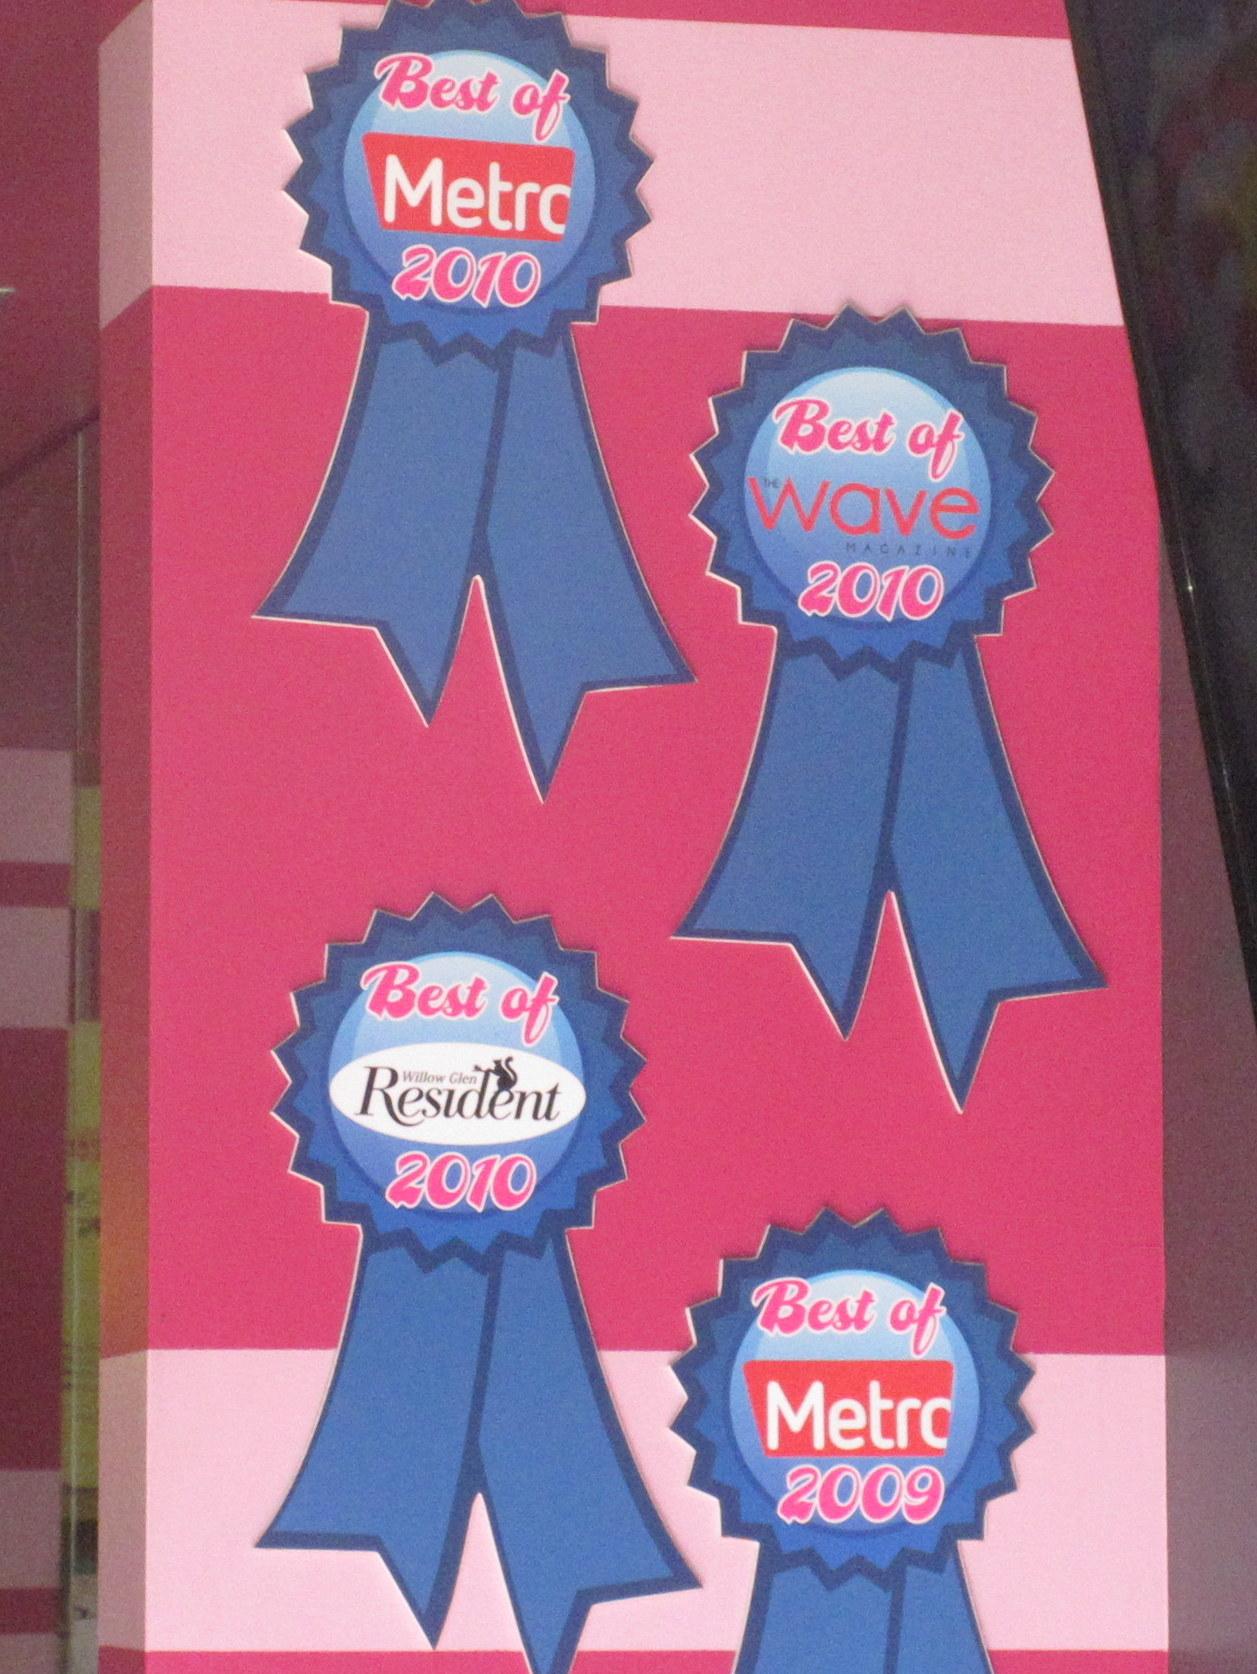 Best of
Metro
2010
Best of
THE
wave
MAGAZINE
2010
Best of
Willow Glen
Resident
2010
Best of
Metro
2009